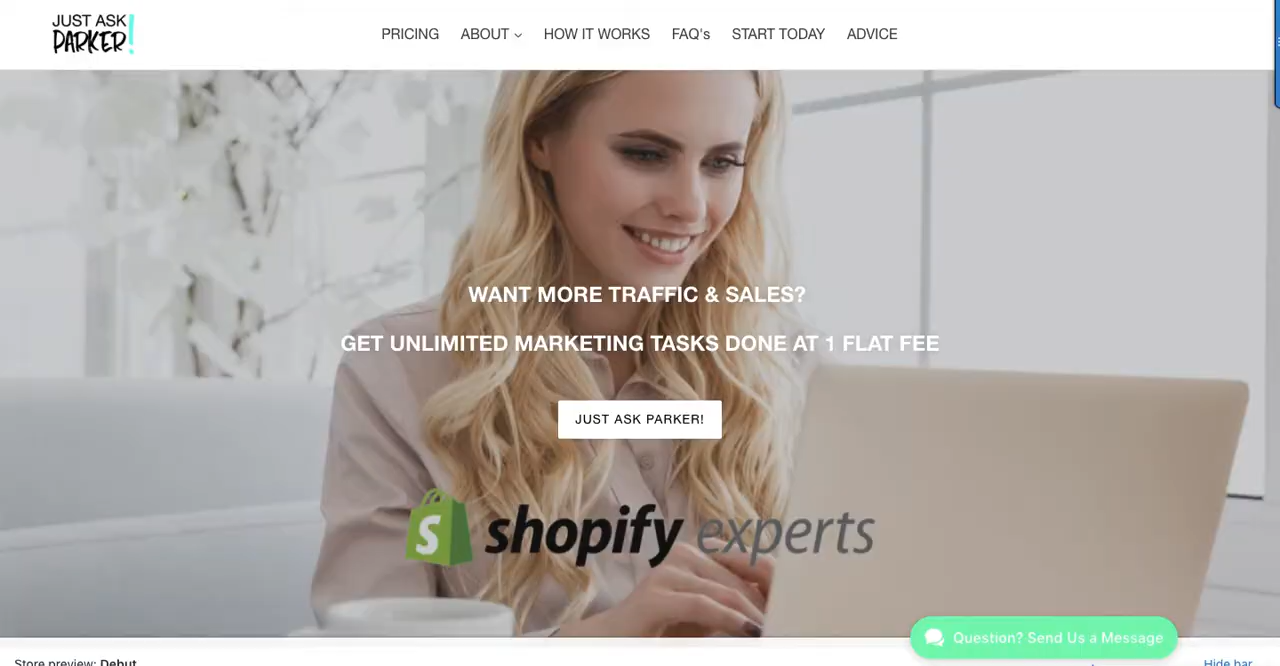 JUST ASK
PARKER!
PRICING ABOUT HOW IT WORKS FAQ's START TODAY ADVICE
WANT MORE TRAFFIC & SALES?
GET UNLIMITED MARKETING TASKS DONE AT 1 FLAT FEE
JUST ASK PARKER!
S shopify experts
Question? Send Us a Message
Store preview: Debut Hide bar